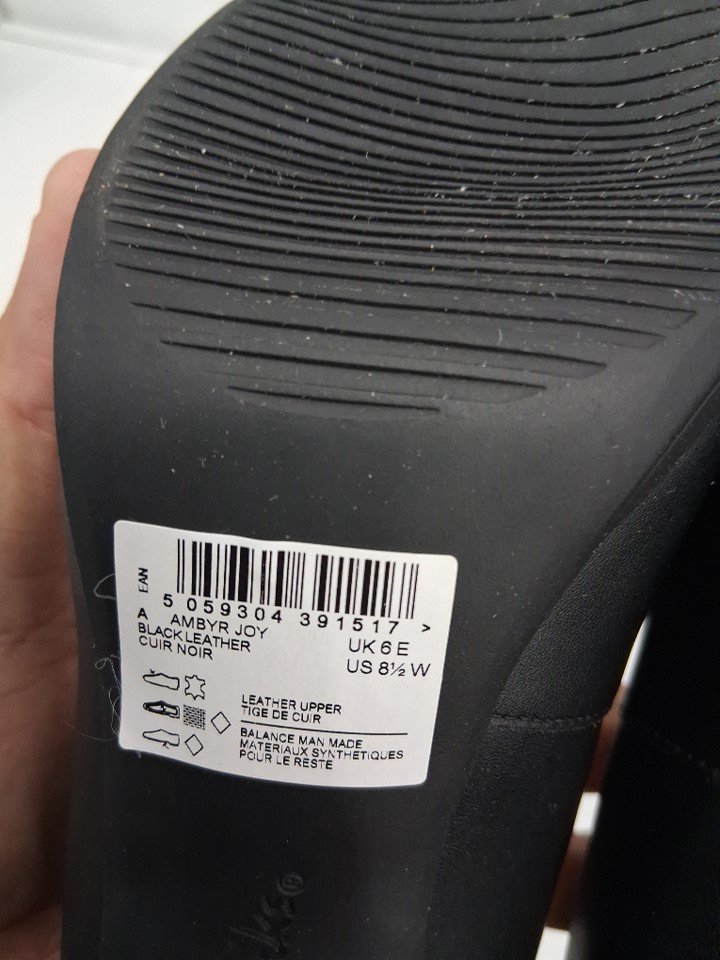 EAN
5 059304 391517 >
A AMBYR JOY
BLACK LEATHER
CUIR NOIR
UK 6 E
US 8½ W
LEATHER UPPER
TIGE DE CUIR
BALANCE MAN MADE
MATERIAUX SYNTHETIQUES
POUR LE RESTE